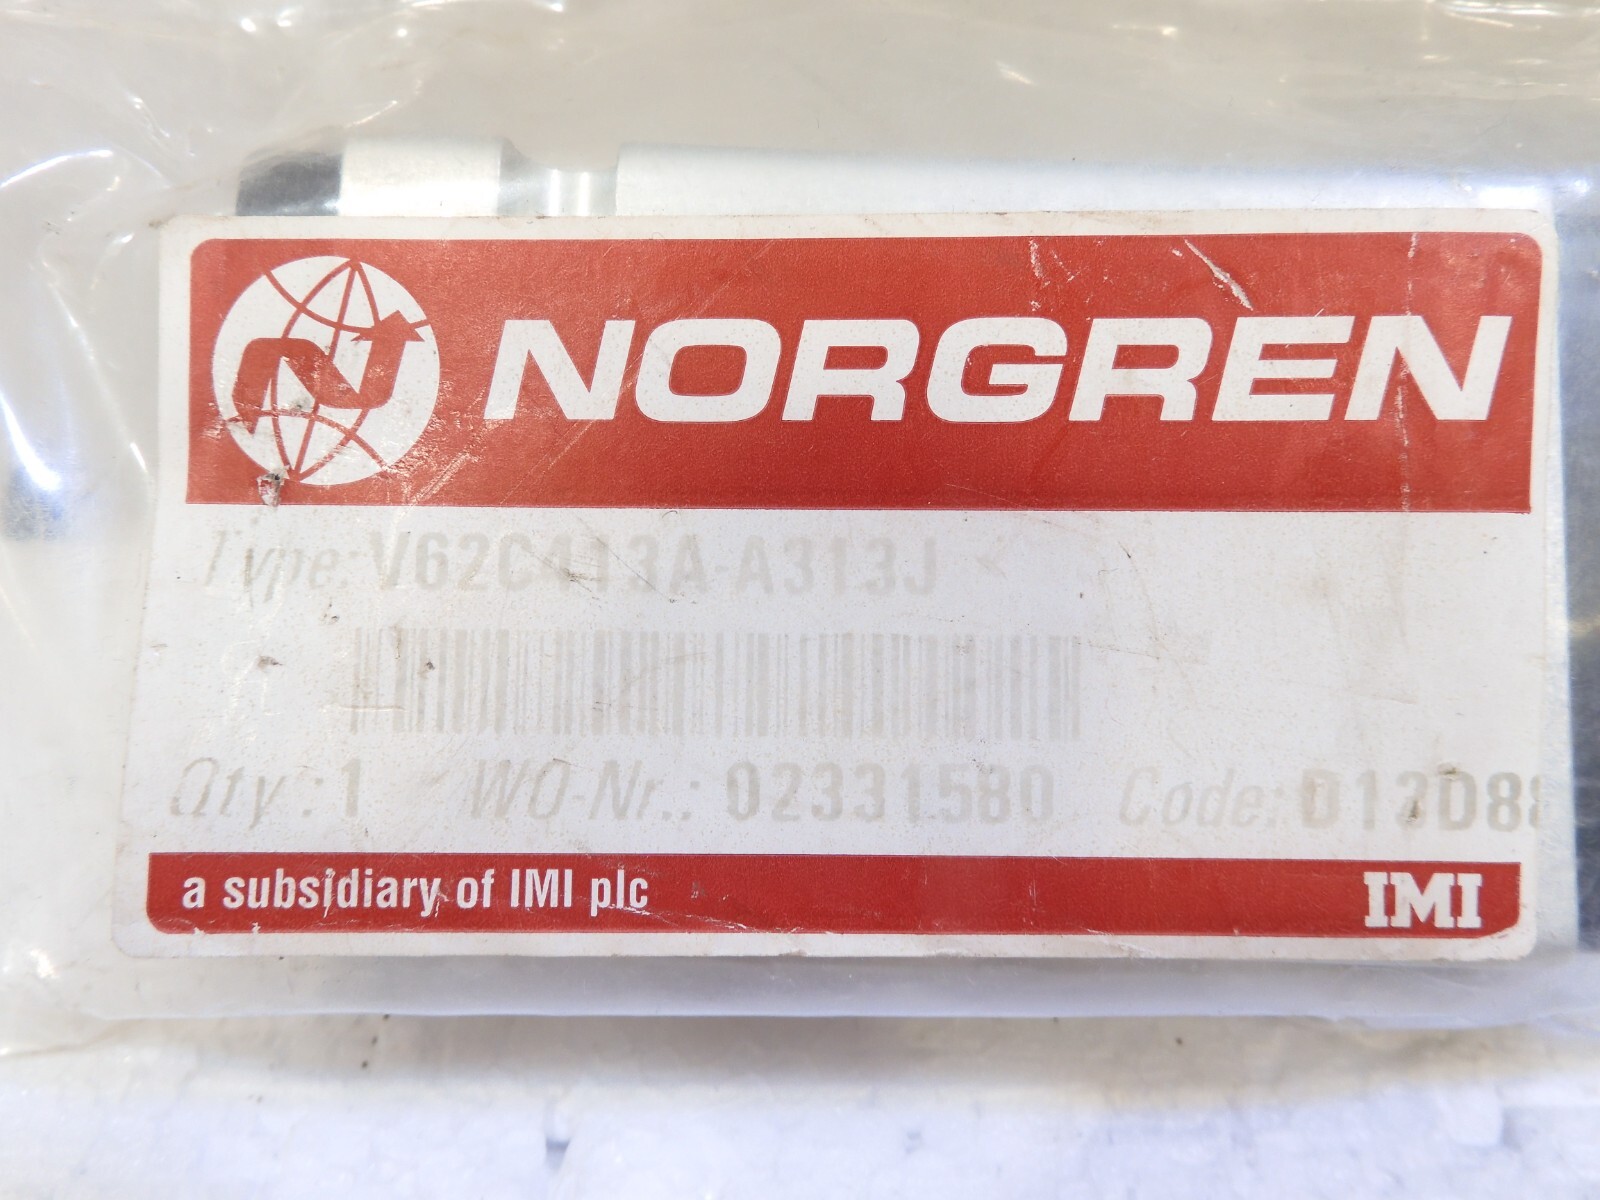 NORGREN
Type: V62C413A-A313J
Qty: 1 WO-Nr.: 02331580 Code:
a subsidiary of IMI plc
IMI